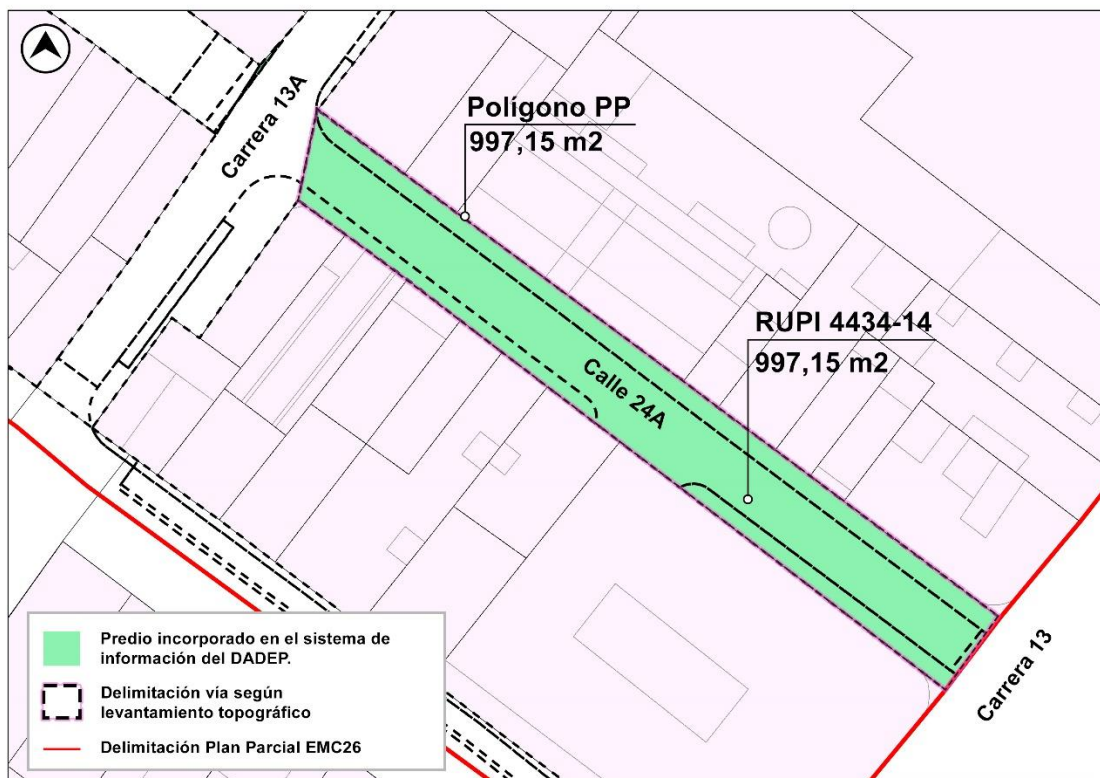 Carrera 13A
Polígono PP
997,15 m2
RUPI 4434-14
997,15 m2
Calle 24A
Carrera 13
Predio incorporado en el sistema de
información del DADEP.
Delimitación vía según
levantamiento topográfico
Delimitación Plan Parcial EMC26